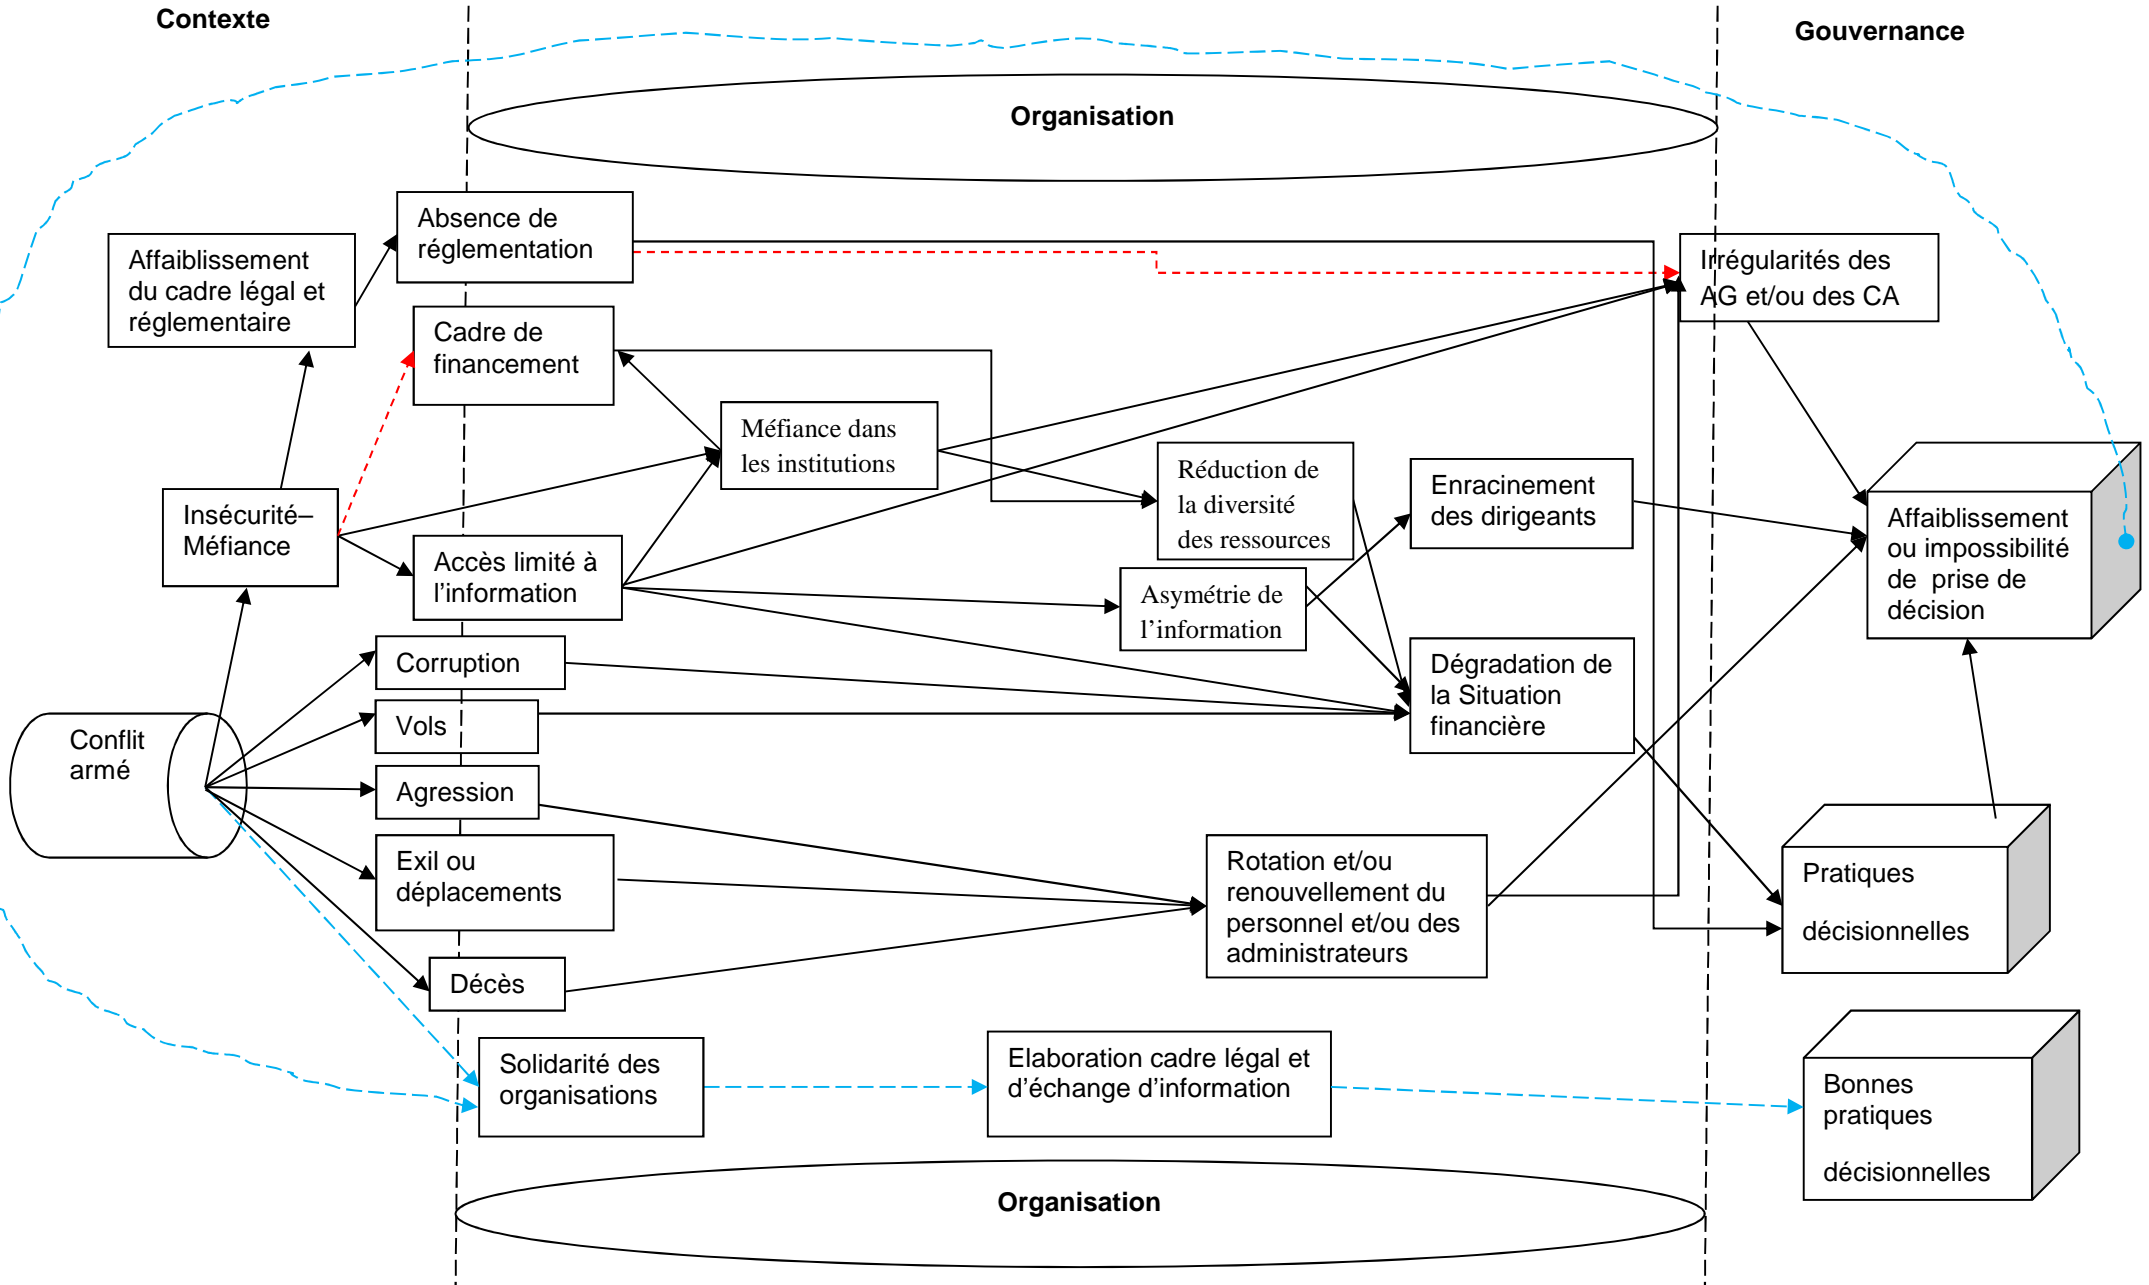 Contexte
Gouvernance
Organisation
Absence de
réglementation
Affaiblissement
du cadre légal et
réglementaire
Irrégularités des
AG et/ou des CA
Cadre de
financement
Méfiance dans
les institutions
Réduction de
la diversité
des ressources
Enracinement
des dirigeants
Insécurité–
Méfiance
Affaiblissement
ou impossibilité
de prise de
décision
Accès limité à
l’information
Asymétrie de
l’information
Corruption
Dégradation de
la Situation
financière
Vols
Conflit
armé
Agression
Exil ou
déplacements
Rotation et/ou
renouvellement du
personnel et/ou des
administrateurs
Pratiques
décisionnelles
Décès
Solidarité des
organisations
Elaboration cadre légal et
d’échange d’information
Bonnes
pratiques
décisionnelles
Organisation